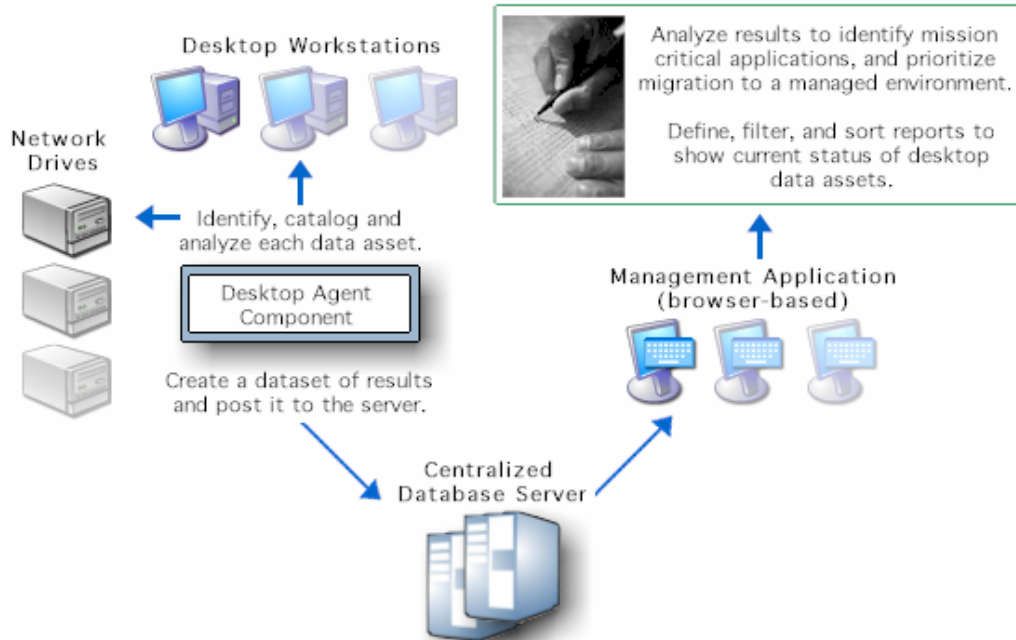 Desktop Workstations
Network
Drives
Identify, catalog and
analyze each data asset.
Desktop Agent
Component
Create a dataset of results
and post it to the server.
Centralized
Database Server
Management Application
(browser-based)
Analyze results to identify mission
critical applications, and prioritize
migration to a managed environment.
Define, filter, and sort reports to
show current status of desktop
data assets.